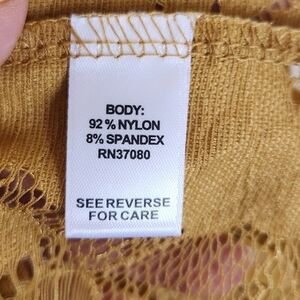 BODY:
92% NYLON
8% SPANDEX
RN37080
SEE REVERSE
FOR CARE